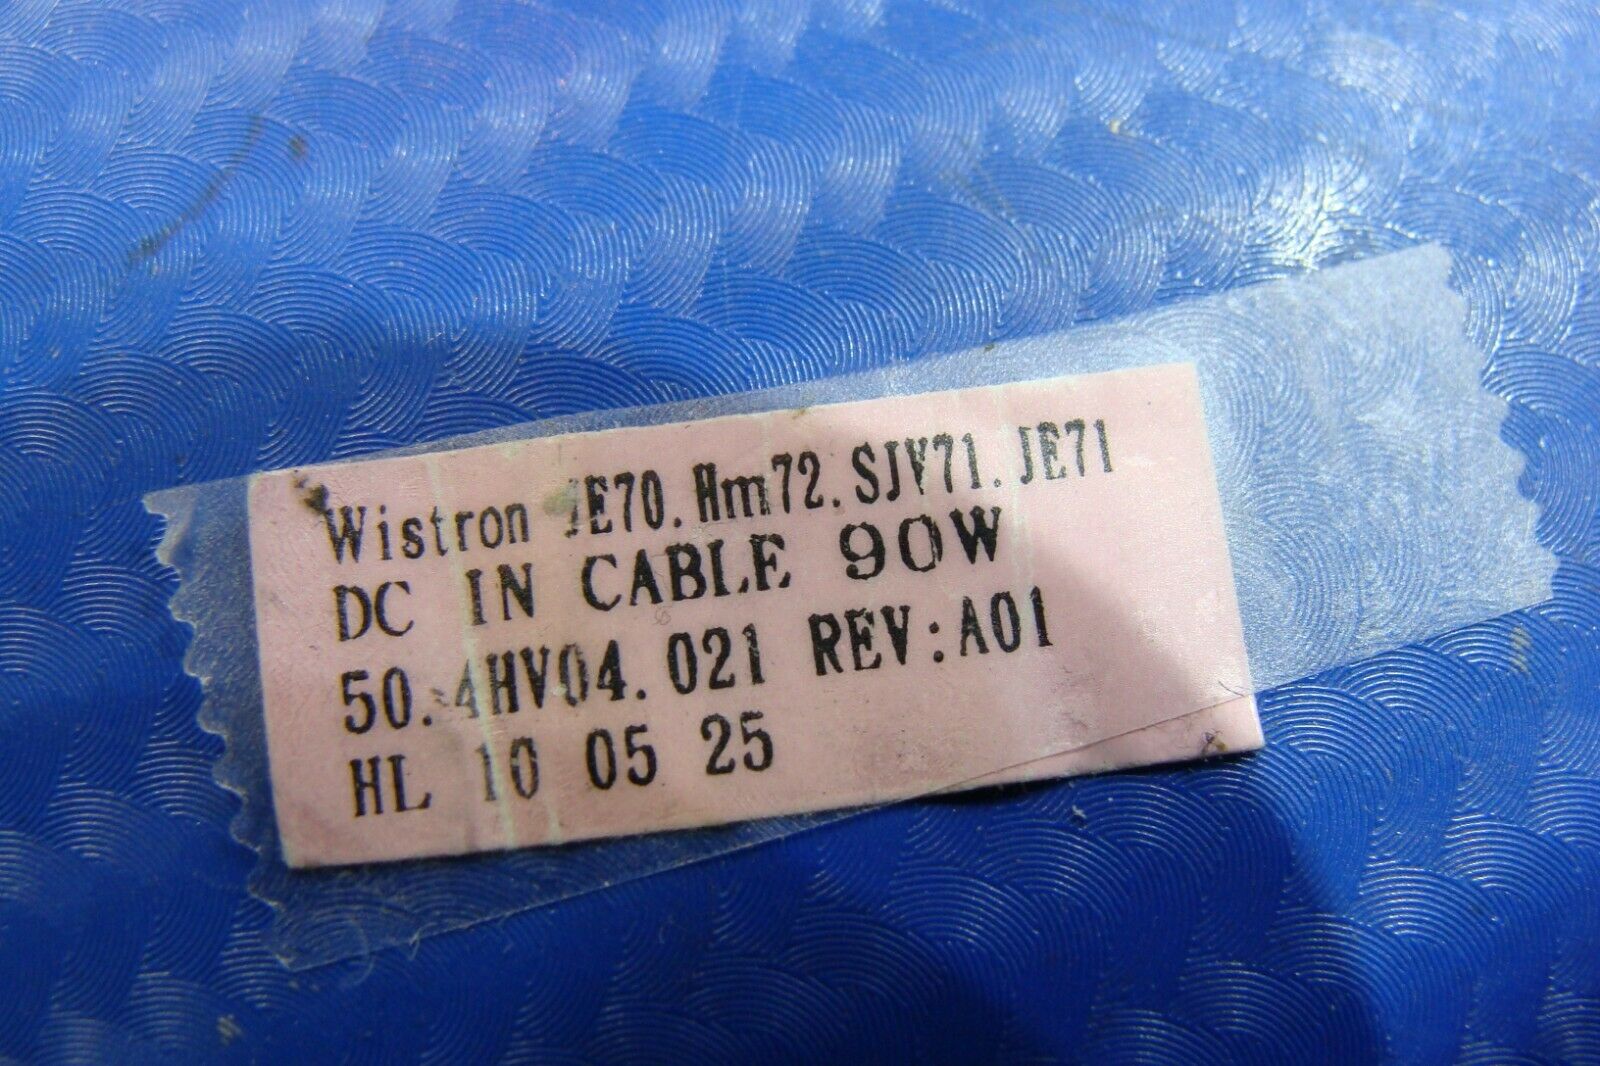 Wistron JE70.Hm72.SJV71.JE71
DC IN CABLE 90W
50.4HV04.021 REV:A01
HL 10 05 25